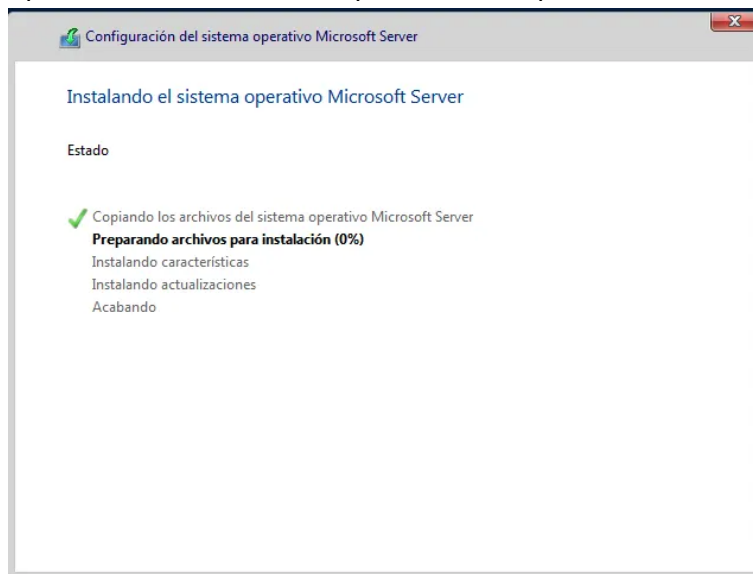 Configuración del sistema operativo Microsoft Server
Instalando el sistema operativo Microsoft Server
Estado
Copiando los archivos del sistema operativo Microsoft Server
Preparando archivos para instalación (0%)
Instalando características
Instalando actualizaciones
Acabando